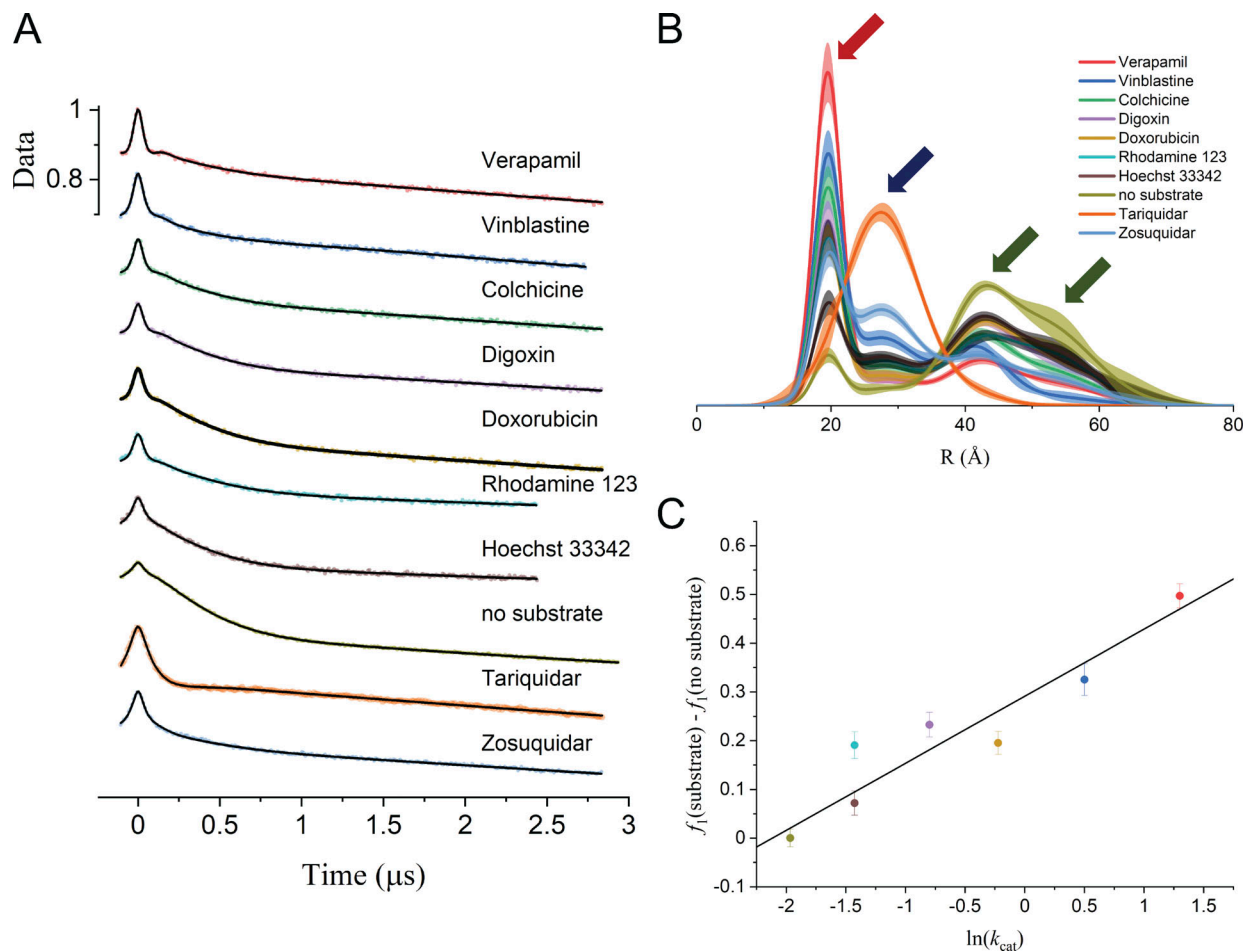 A
Data
1
0.8
Verapamil
Vinblastine
Colchicine
Digoxin
Doxorubicin
Rhodamine 123
Hoechst 33342
no substrate
Tariquidar
Zosuquidar
0 0.5 1 1.5 2 2.5 3
Time (μs)
B
Verapamil
Vinblastine
Colchicine
Digoxin
Doxorubicin
Rhodamine 123
Hoechst 33342
no substrate
Tariquidar
Zosuquidar
0 20 40 60 80
R (Å)
C
f₁(substrate) - f₁(no substrate)
0.6
0.5
0.4
0.3
0.2
0.1
0
-0.1
-2 -1.5 -1 -0.5 0 0.5 1 1.5
ln(kcat)